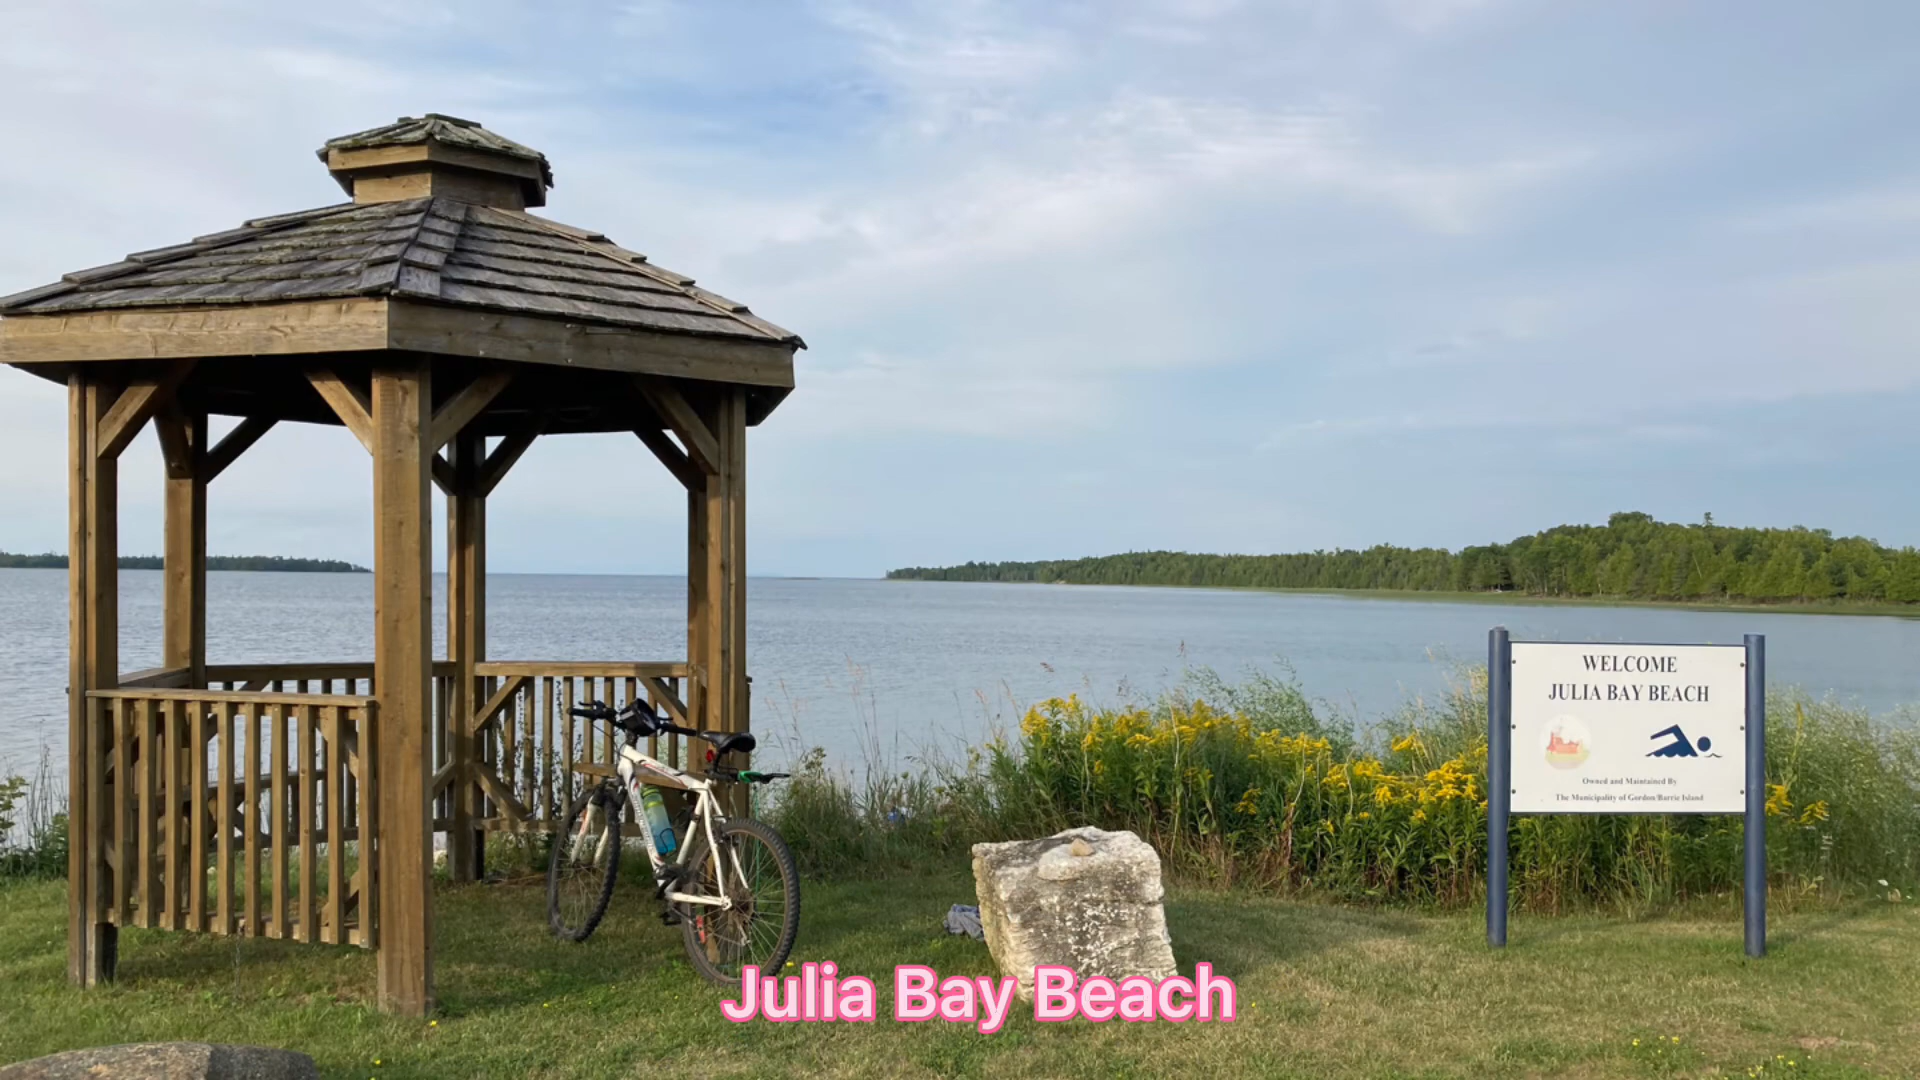 WELCOME
JULIA BAY BEACH
Owned and Maintained By
The Municipality of Gordon/Barrie Island
Julia Bay Beach